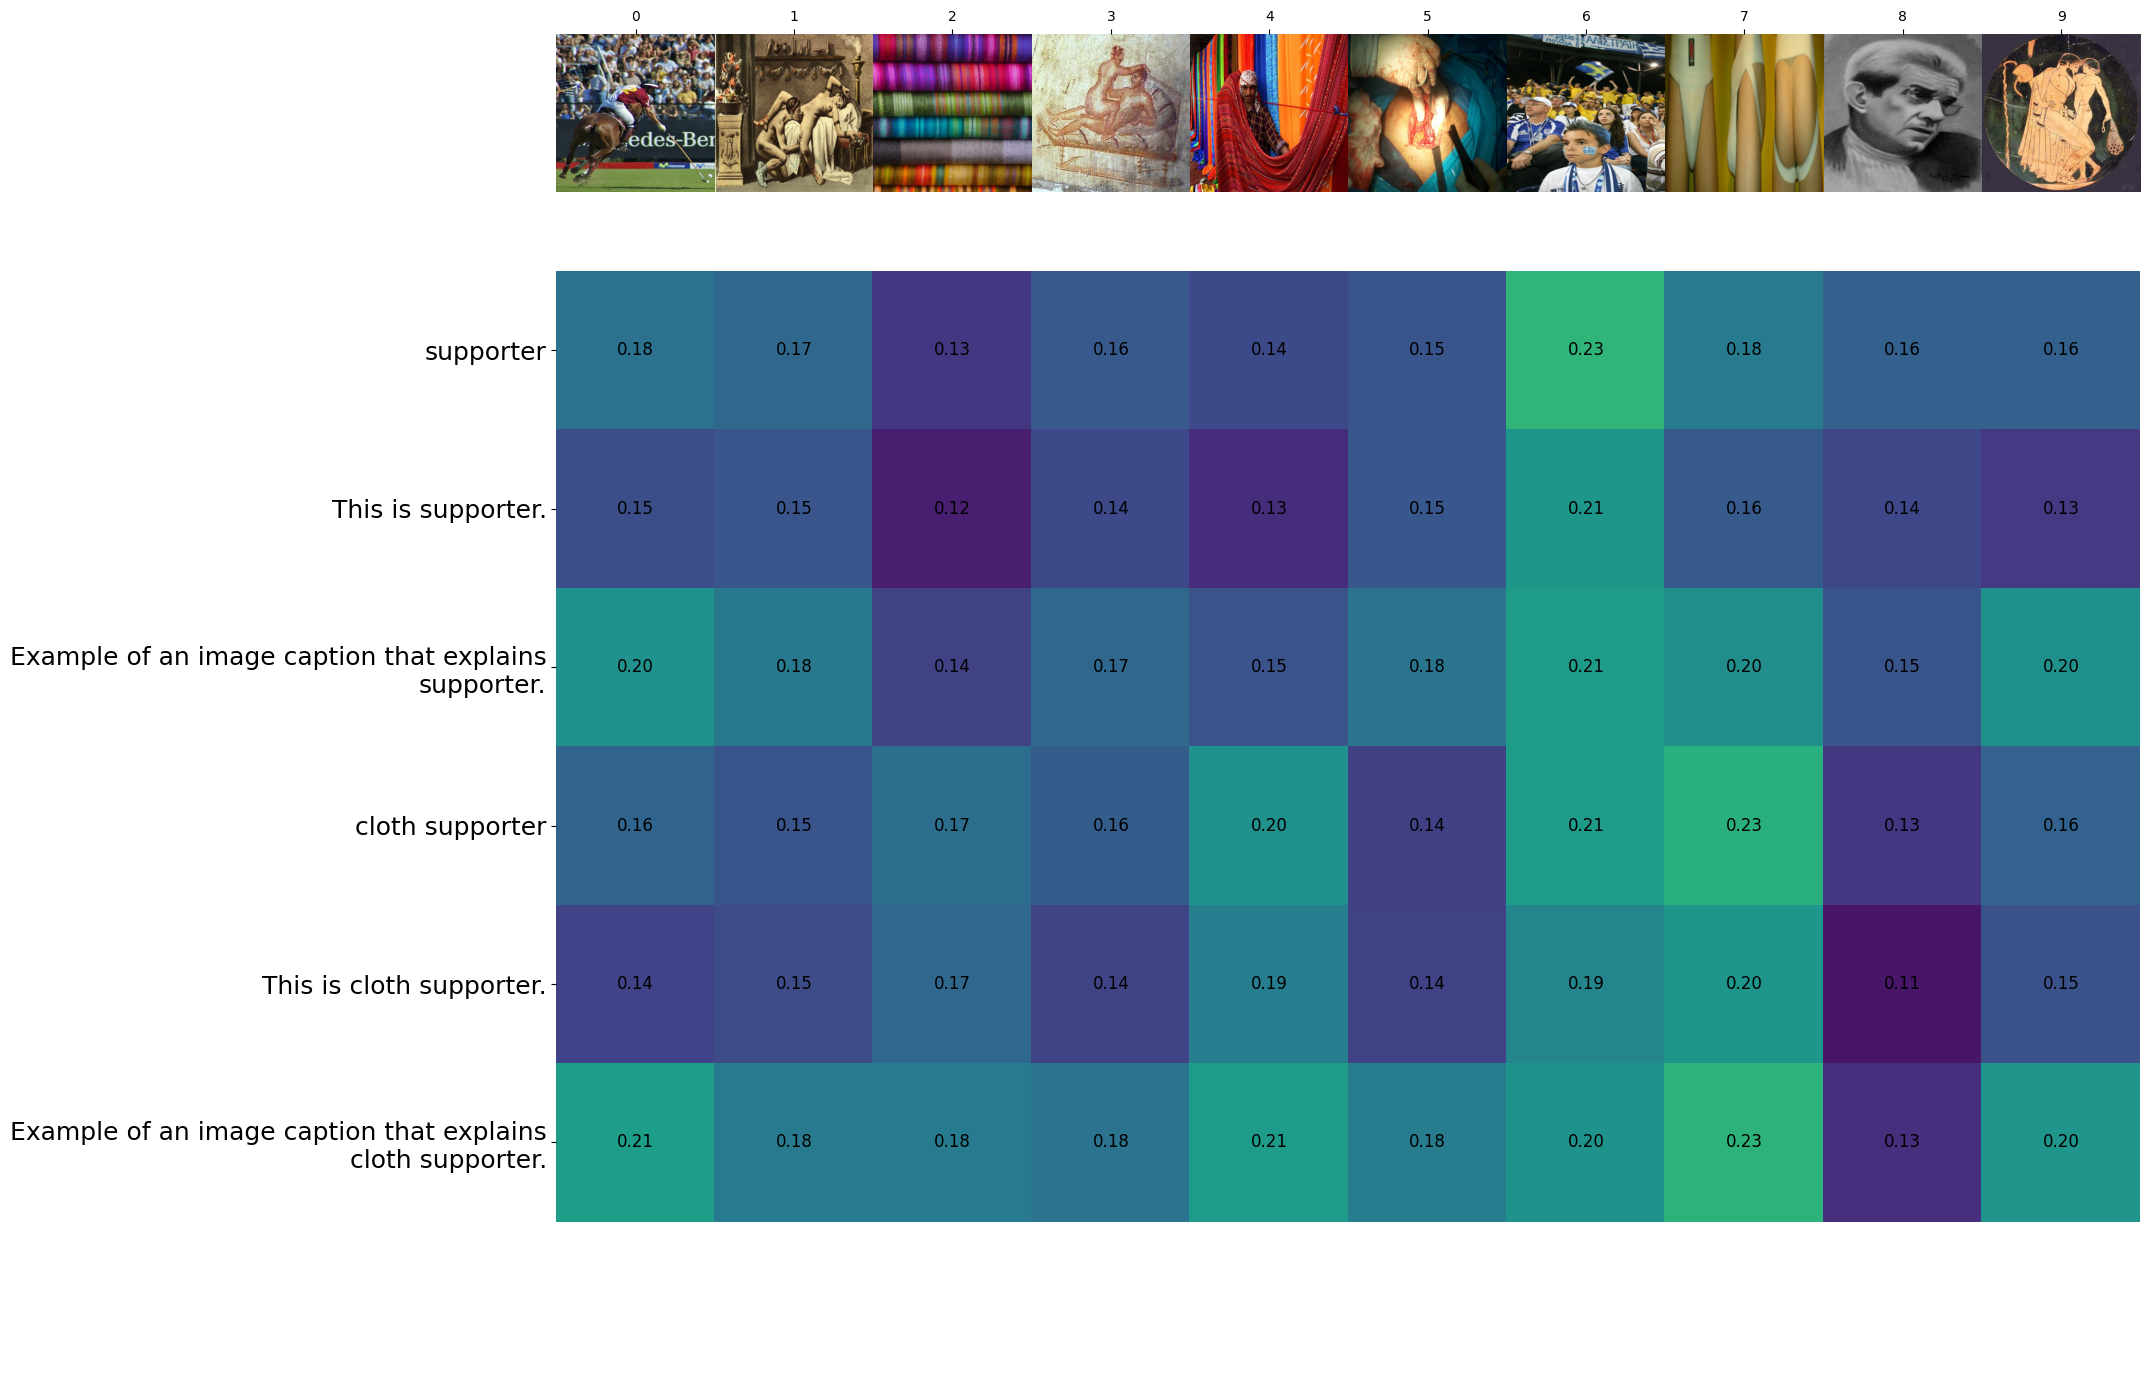 0 1 2 3 4 5 6 7 8 9
edes-Ben
supporter 0.18 0.17 0.13 0.16 0.14 0.15 0.23 0.18 0.16 0.16
This is supporter. 0.15 0.15 0.12 0.14 0.13 0.15 0.21 0.16 0.14 0.13
Example of an image caption that explains
supporter. 0.20 0.18 0.14 0.17 0.15 0.18 0.21 0.20 0.15 0.20
cloth supporter 0.16 0.15 0.17 0.16 0.20 0.14 0.21 0.23 0.13 0.16
This is cloth supporter. 0.14 0.15 0.17 0.14 0.19 0.14 0.19 0.20 0.11 0.15
Example of an image caption that explains
cloth supporter. 0.21 0.18 0.18 0.18 0.21 0.18 0.20 0.23 0.13 0.20